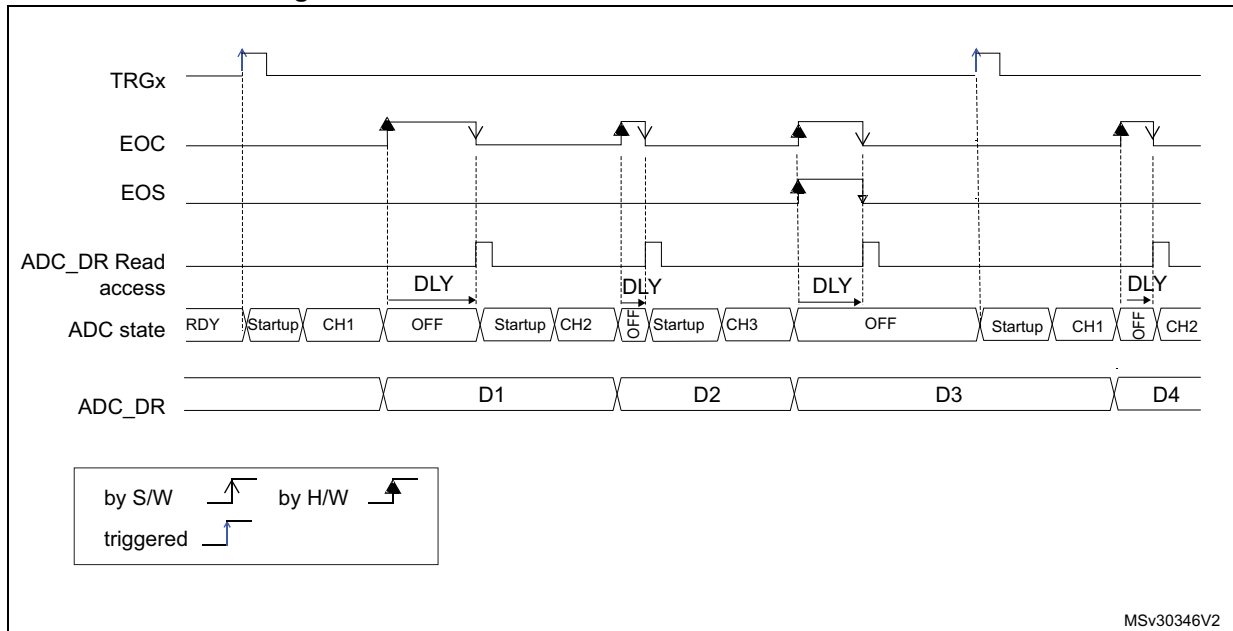 TRGx
EOC
EOS
ADC_DR Read
access
DLY DLY DLY DLY
ADC state RDY Startup CH1 OFF Startup CH2 OFF Startup CH3 OFF Startup CH1 OFF CH2
ADC_DR D1 D2 D3 D4
by S/W by H/W
triggered
MSv30346V2